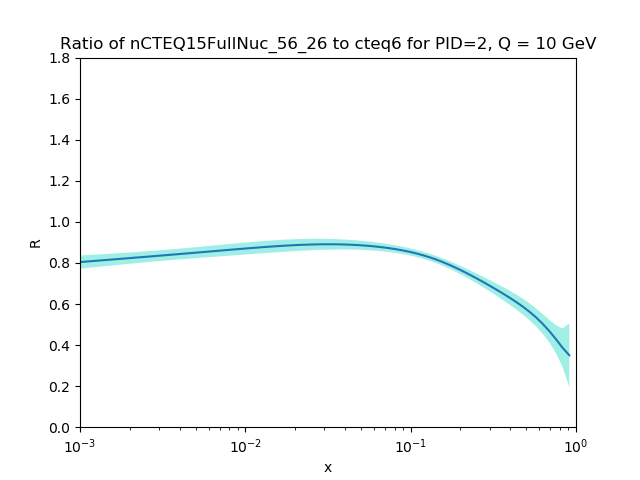 Ratio of nCTEQ15FullNuc_56_26 to cteq6 for PID=2, Q = 10 GeV
1.8
1.6
1.4
1.2
1.0
0.8
0.6
0.4
0.2
0.0
R
10⁻³ 10⁻² 10⁻¹ 10⁰
x